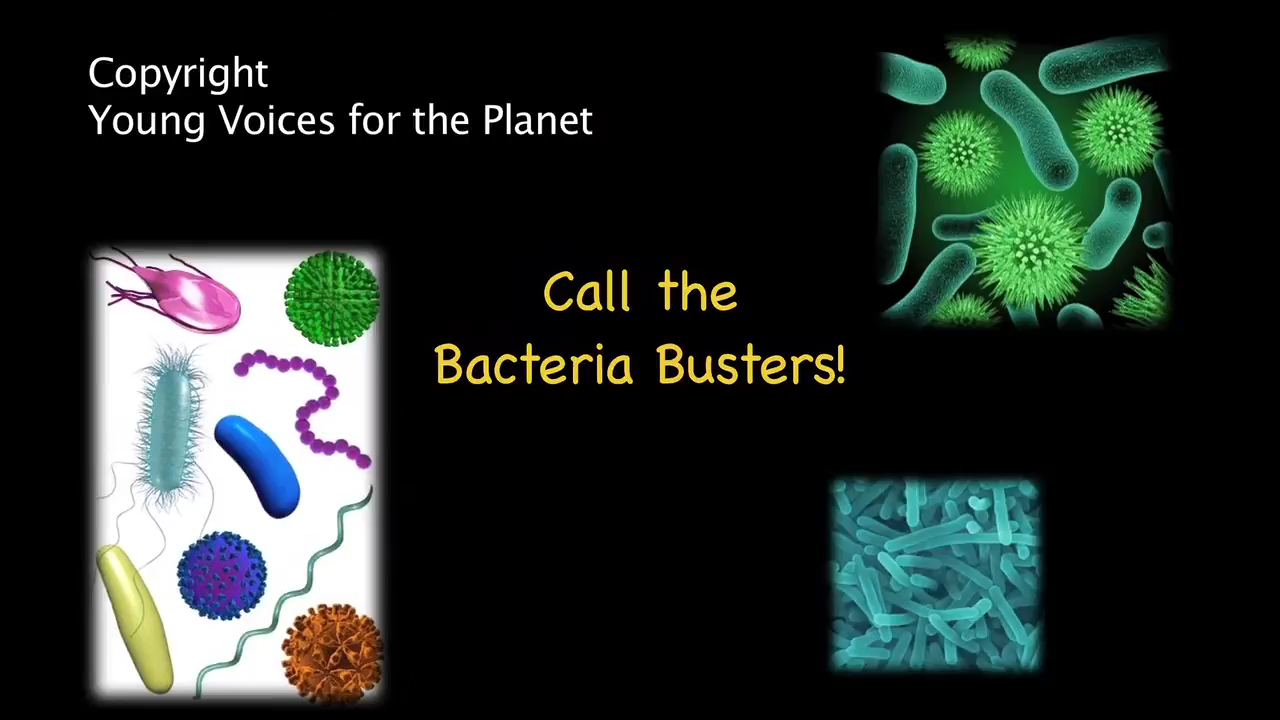 Copyright
Young Voices for the Planet
Call the
Bacteria Busters!